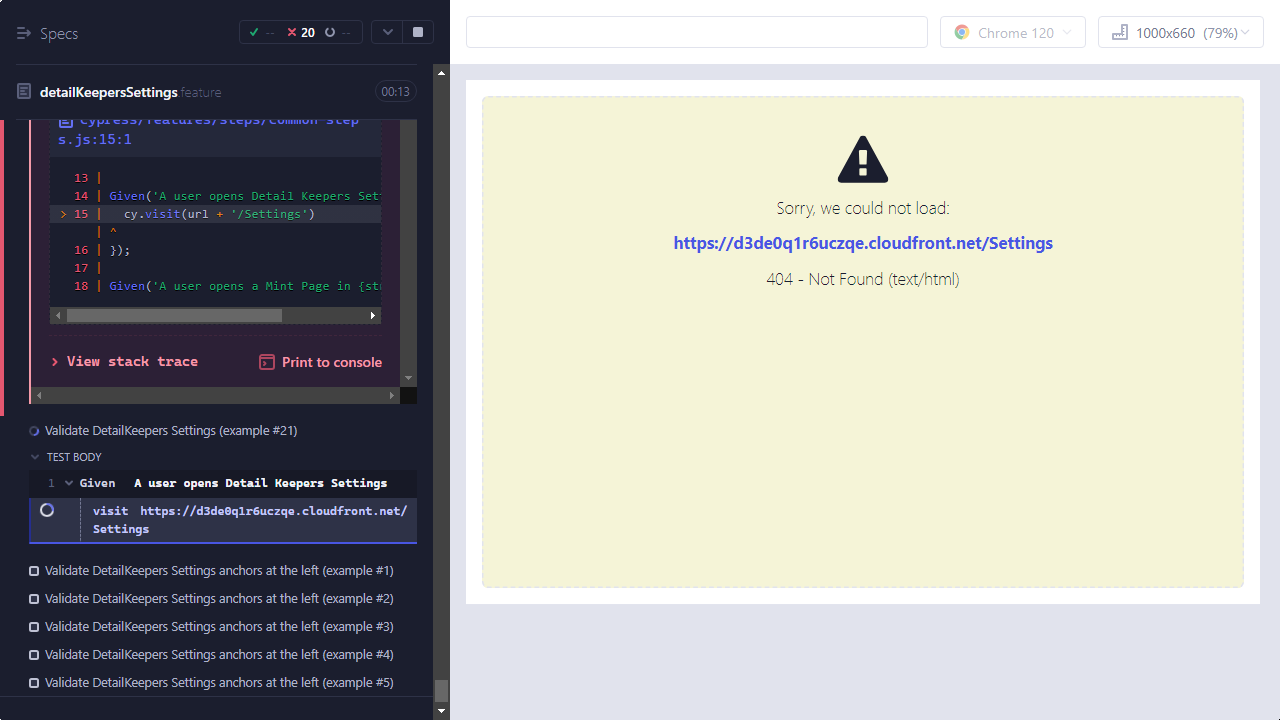 Specs
--
20
--
Chrome 120
1000x660 (79%)
detailKeepersSettings feature
00:13
cypress/features/steps/common-step
s.js:15:1
13 |
14 | Given('A user opens Detail Keepers Set
> 15 | cy.visit(url + '/Settings')
| ^
16 | });
17 |
18 | Given('A user opens a Mint Page in {st
View stack trace
Print to console
Validate DetailKeepers Settings (example #21)
TEST BODY
1 Given A user opens Detail Keepers Settings
visit https://d3de0q1r6uczqe.cloudfront.net/
Settings
Validate DetailKeepers Settings anchors at the left (example #1)
Validate DetailKeepers Settings anchors at the left (example #2)
Validate DetailKeepers Settings anchors at the left (example #3)
Validate DetailKeepers Settings anchors at the left (example #4)
Validate DetailKeepers Settings anchors at the left (example #5)
Sorry, we could not load:
https://d3de0q1r6uczqe.cloudfront.net/Settings
404 - Not Found (text/html)